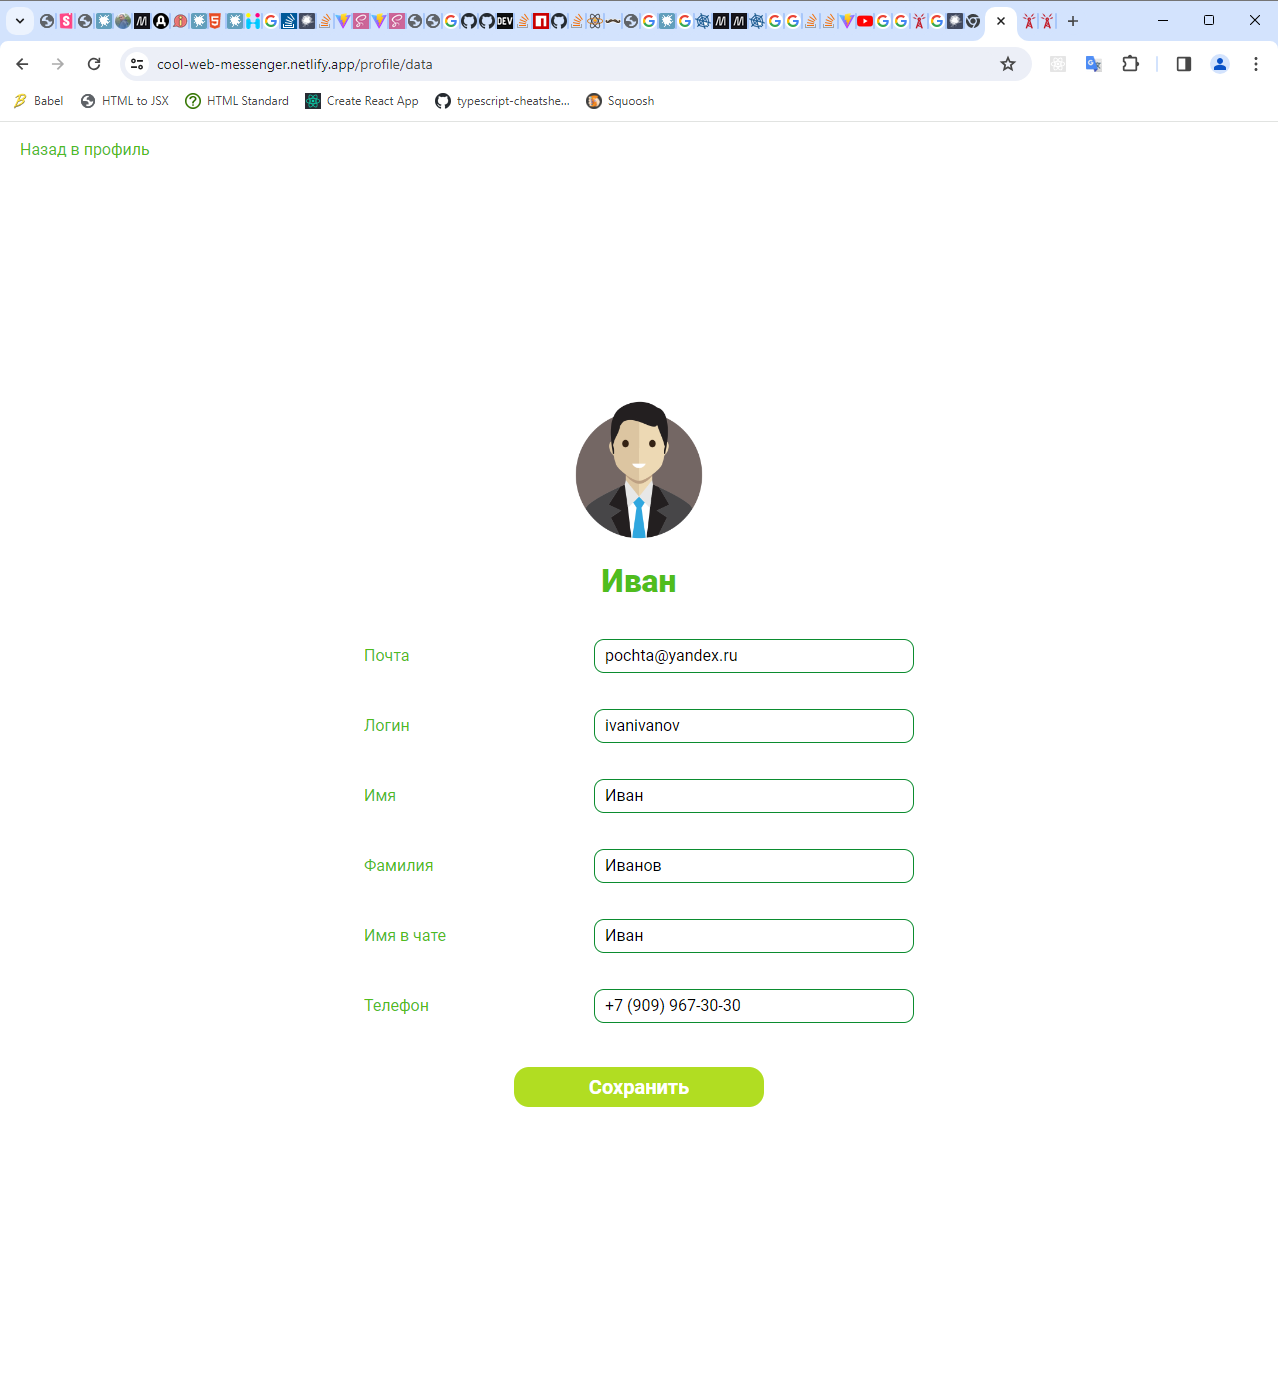 cool-web-messenger.netlify.app/profile/data
Babel
HTML to JSX
HTML Standard
Create React App
typescript-cheatshe...
Squoosh
Назад в профиль
Иван
Почта
pochta@yandex.ru
Логин
ivanivanov
Имя
Иван
Фамилия
Иванов
Имя в чате
Иван
Телефон
+7 (909) 967-30-30
Сохранить